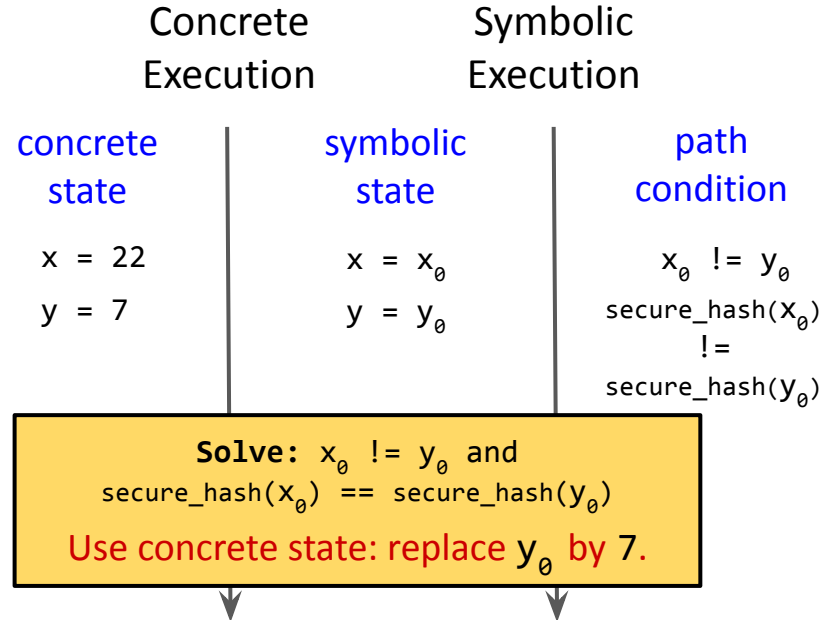 Concrete Execution
Symbolic Execution
concrete state
symbolic state
path condition
x = 22
x = x₀
x₀ != y₀
y = 7
y = y₀
secure_hash(x₀)
!=
secure_hash(y₀)
Solve: x₀ != y₀ and
secure_hash(x₀) == secure_hash(y₀)
Use concrete state: replace y₀ by 7.